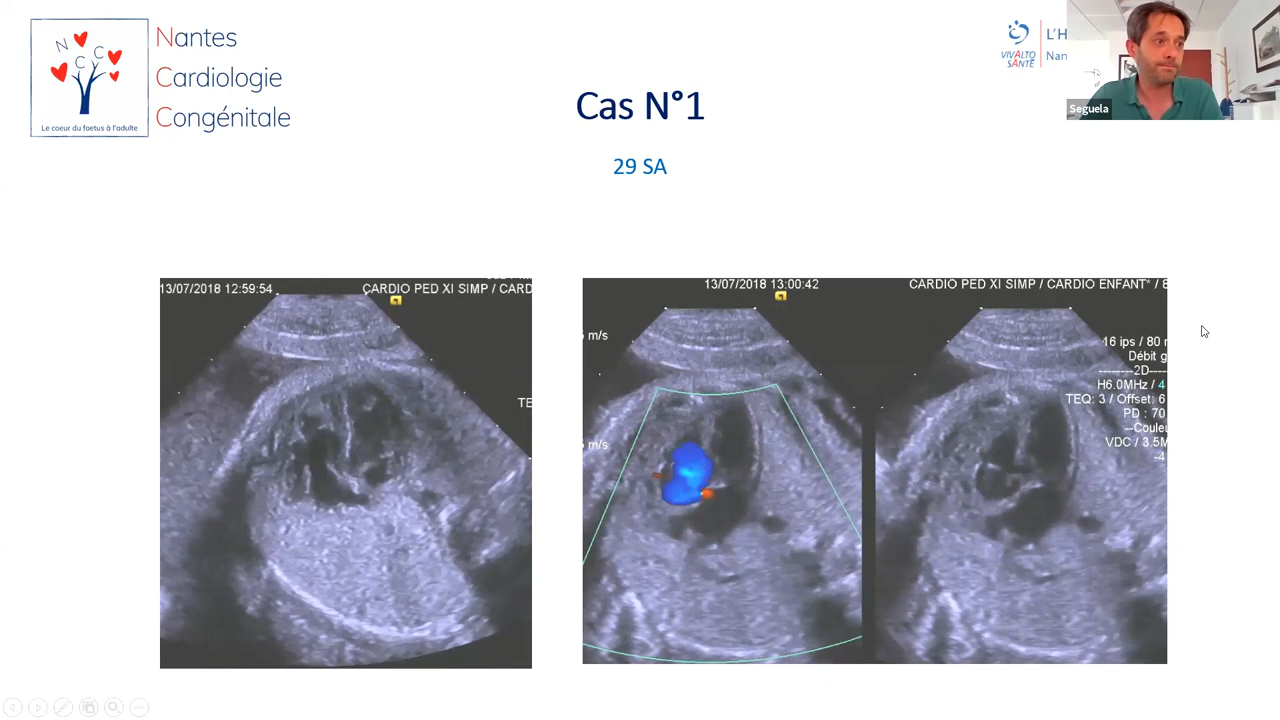 N
C
C
Le coeur du foetus à l'adulte
Nantes
Cardiologie
Congénitale
Cas N°1
29 SA
VIVALTO
SANTÉ
L'H
Nan
Seguela
13/07/2018 12:59:54
CARDIO PED XI SIMP / CARD
TE
13/07/2018 13:00:42
CARDIO PED XI SIMP / CARDIO ENFANT* / 8
m/s
m/s
16 ips / 80
Débit g
--------2D-----
H6.0MHz / 4
TEQ: 3 / Offset: 6
PD : 70
--Couleu
VDC / 3.5M
-4